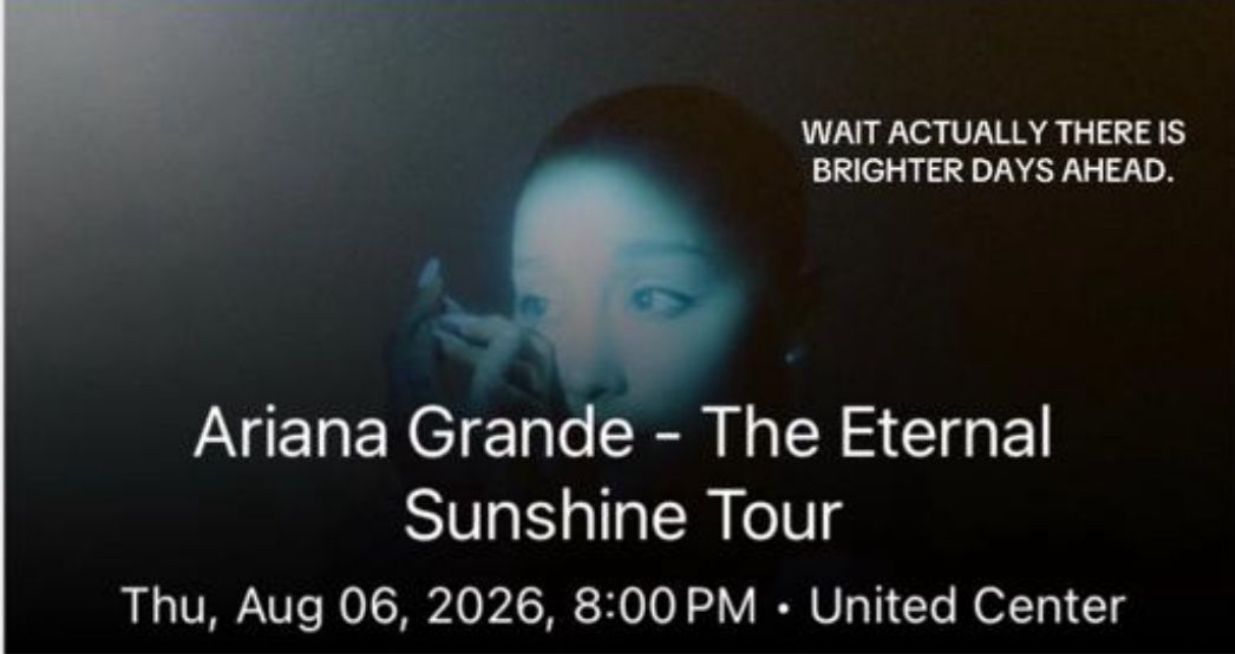 WAIT ACTUALLY THERE IS
BRIGHTER DAYS AHEAD.
Ariana Grande - The Eternal
Sunshine Tour
Thu, Aug 06, 2026, 8:00 PM • United Center